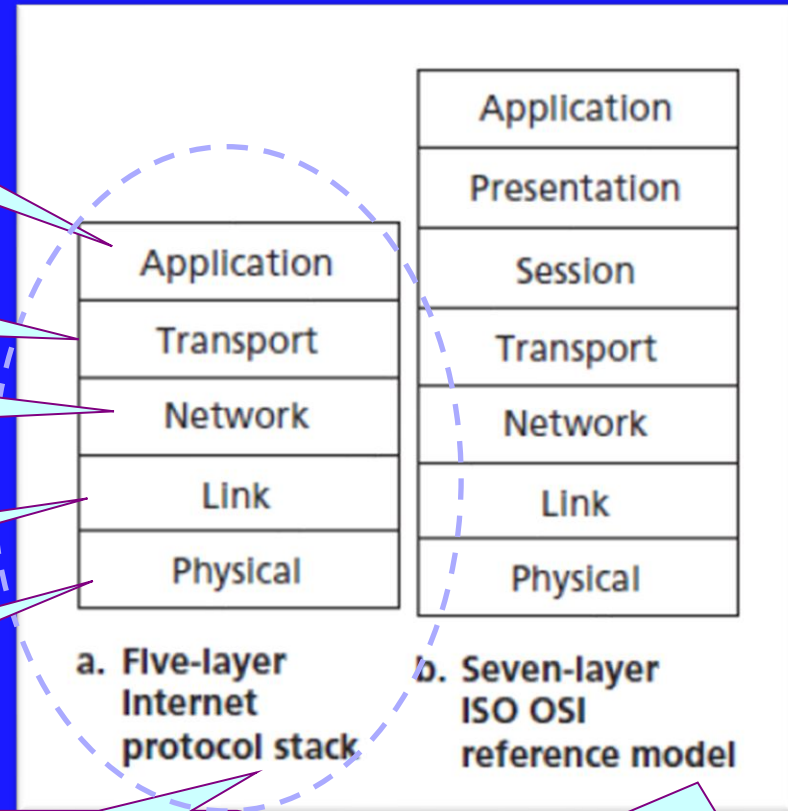 Application
Transport
Network
Link
Physical
a. Five-layer
Internet
protocol stack
Application
Presentation
Session
Transport
Network
Link
Physical
b. Seven-layer
ISO OSI
reference model